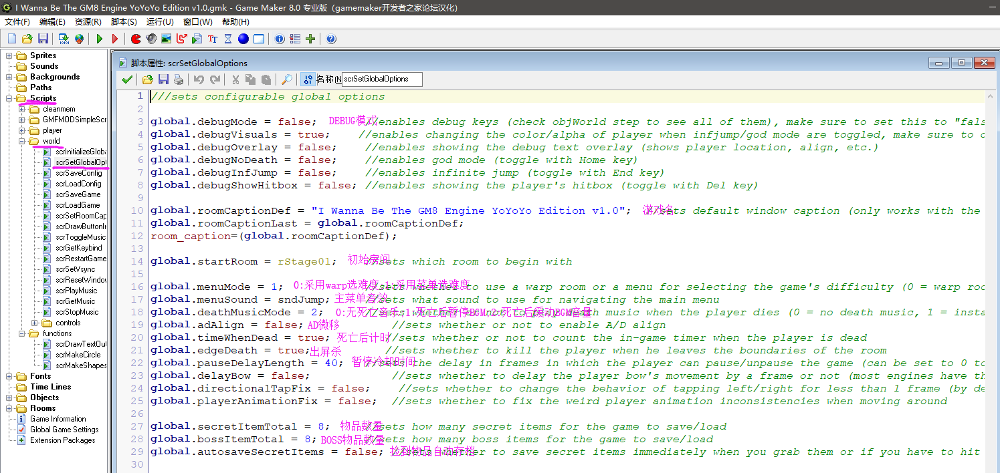 I Wanna Be The GM8 Engine YoYoYo Edition v1.0.gmk - Game Maker 8.0 专业版（gamemaker开发者之家论坛汉化)
文件(F) 编辑(E) 资源(R) 脚本(S) 运行(U) 窗口(W) 帮助(H)
Sprites
Sounds
Backgrounds
Paths
Scripts
cleanmem
GMFMODSimpleScr
player
world
scrInitializeGloba
scrSetGlobalOpt
scrSaveConfig
scrLoadConfig
scrSaveGame
scrLoadGame
scrSetRoomCap
scrDrawButtonIn
scrToggleMusic
scrGetKeybind
scrRestartGame
scrSetVsync
scrResetWindow
scrPlayMusic
scrGetMusic
scrStopMusic
controls
functions
scrDrawTextOut
scrMakeCircle
scrMakeShapes
Fonts
Time Lines
Objects
Rooms
Game Information
Global Game Settings
Extension Packages
脚本属性: scrSetGlobalOptions
名称(N scrSetGlobalOptions
1 ///sets configurable global options
2
3 global.debugMode = false; DEBUG模式 //enables debug keys (check objWorld step to see all of them), make sure to set this to "fals
4 global.debugVisuals = true; //enables changing the color/alpha of player when infjump/god mode are toggled, make sure to c
5 global.debugOverlay = false; //enables showing the debug text overlay (shows player location, align, etc.)
6 global.debugNoDeath = false; //enables god mode (toggle with Home key)
7 global.debugInfJump = false; //enables infinite jump (toggle with End key)
8 global.debugShowHitbox = false; //enables showing the player's hitbox (toggle with Del key)
9
10 global.roomCaptionDef = "I Wanna Be The GM8 Engine YoYoYo Edition v1.0"; 游戏名 //sets default window caption (only works with the
11 global.roomCaptionLast = global.roomCaptionDef;
12 room_caption=(global.roomCaptionDef);
13
14 global.startRoom = rStage01; 初始房间 //sets which room to begin with
15
16 global.menuMode = 1; 0:采用warp选难度 1:采用菜单选难度 //sets whether to use a warp room or a menu for selecting the game's difficulty (0 = warp roo
17 global.menuSound = sndJump; 主菜单音效 //sets what sound to use for navigating the main menu
18 global.deathMusicMode = 2; 0:无死亡音乐 1:死亡后暂停BGM 2:死亡后缓动BGM音量 death music when the player dies (0 = no death music, 1 = insta
19 global.adAlign = false; AD微移 //sets whether or not to enable A/D align
20 global.timeWhenDead = true; 死亡后计时 //sets whether or not to count the in-game timer when the player is dead
21 global.edgeDeath = true; 出屏杀 //sets whether to kill the player when he leaves the boundaries of the room
22 global.pauseDelayLength = 40; 暂停冷却时间 //sets the delay in frames in which the player can pause/unpause the game (can be set to 0 to
23 global.delayBow = false; //sets whether to delay the player bow's movement by a frame or not (most engines have th
24 global.directionalTapFix = false; //sets whether to change the behavior of tapping left/right for less than 1 frame (by de
25 global.playerAnimationFix = false; //sets whether to fix the weird player animation inconsistencies when moving around
26
27 global.secretItemTotal = 8; 物品数量 //sets how many secret items for the game to save/load
28 global.bossItemTotal = 8; BOSS物品数量 //sets how many boss items for the game to save/load
29 global.autosaveSecretItems = false; 捡到物品自动存档 //sets whether to save secret items immediately when you grab them or if you have to hit
30